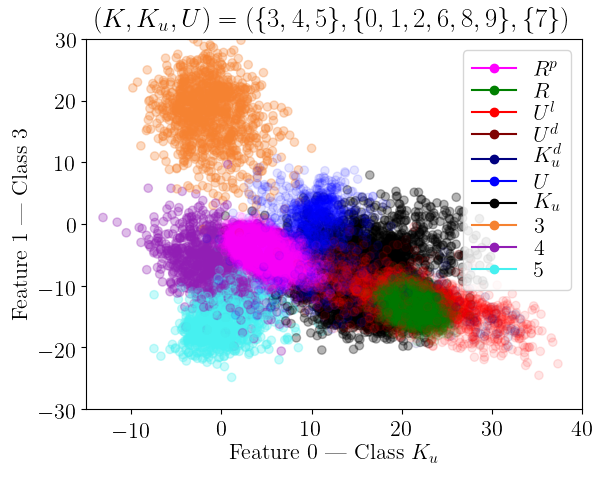 (K, K_u, U) = ({3, 4, 5}, {0, 1, 2, 6, 8, 9}, {7})
30
20
10
0
−10
−20
−30
Feature 1 — Class 3
R^p
R
U^l
U^d
K_u^d
U
K_u
3
4
5
−10
0
10
20
30
40
Feature 0 — Class K_u